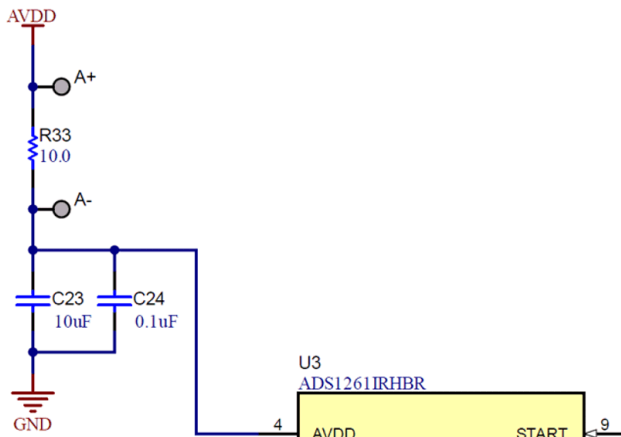 AVDD
A+
R33
10.0
A-
C23
10uF
C24
0.1uF
GND
U3
ADS1261IRHBR
4
AVDD
START
9